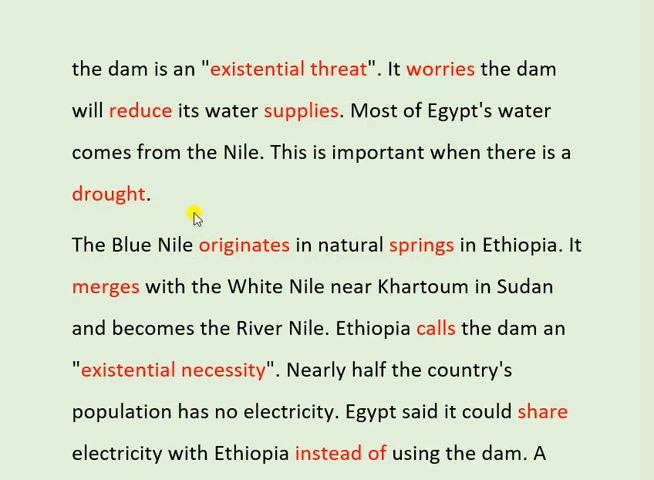 the dam is an "existential threat". It worries the dam
will reduce its water supplies. Most of Egypt's water
comes from the Nile. This is important when there is a
drought.
The Blue Nile originates in natural springs in Ethiopia. It
merges with the White Nile near Khartoum in Sudan
and becomes the River Nile. Ethiopia calls the dam an
"existential necessity". Nearly half the country's
population has no electricity. Egypt said it could share
electricity with Ethiopia instead of using the dam. A